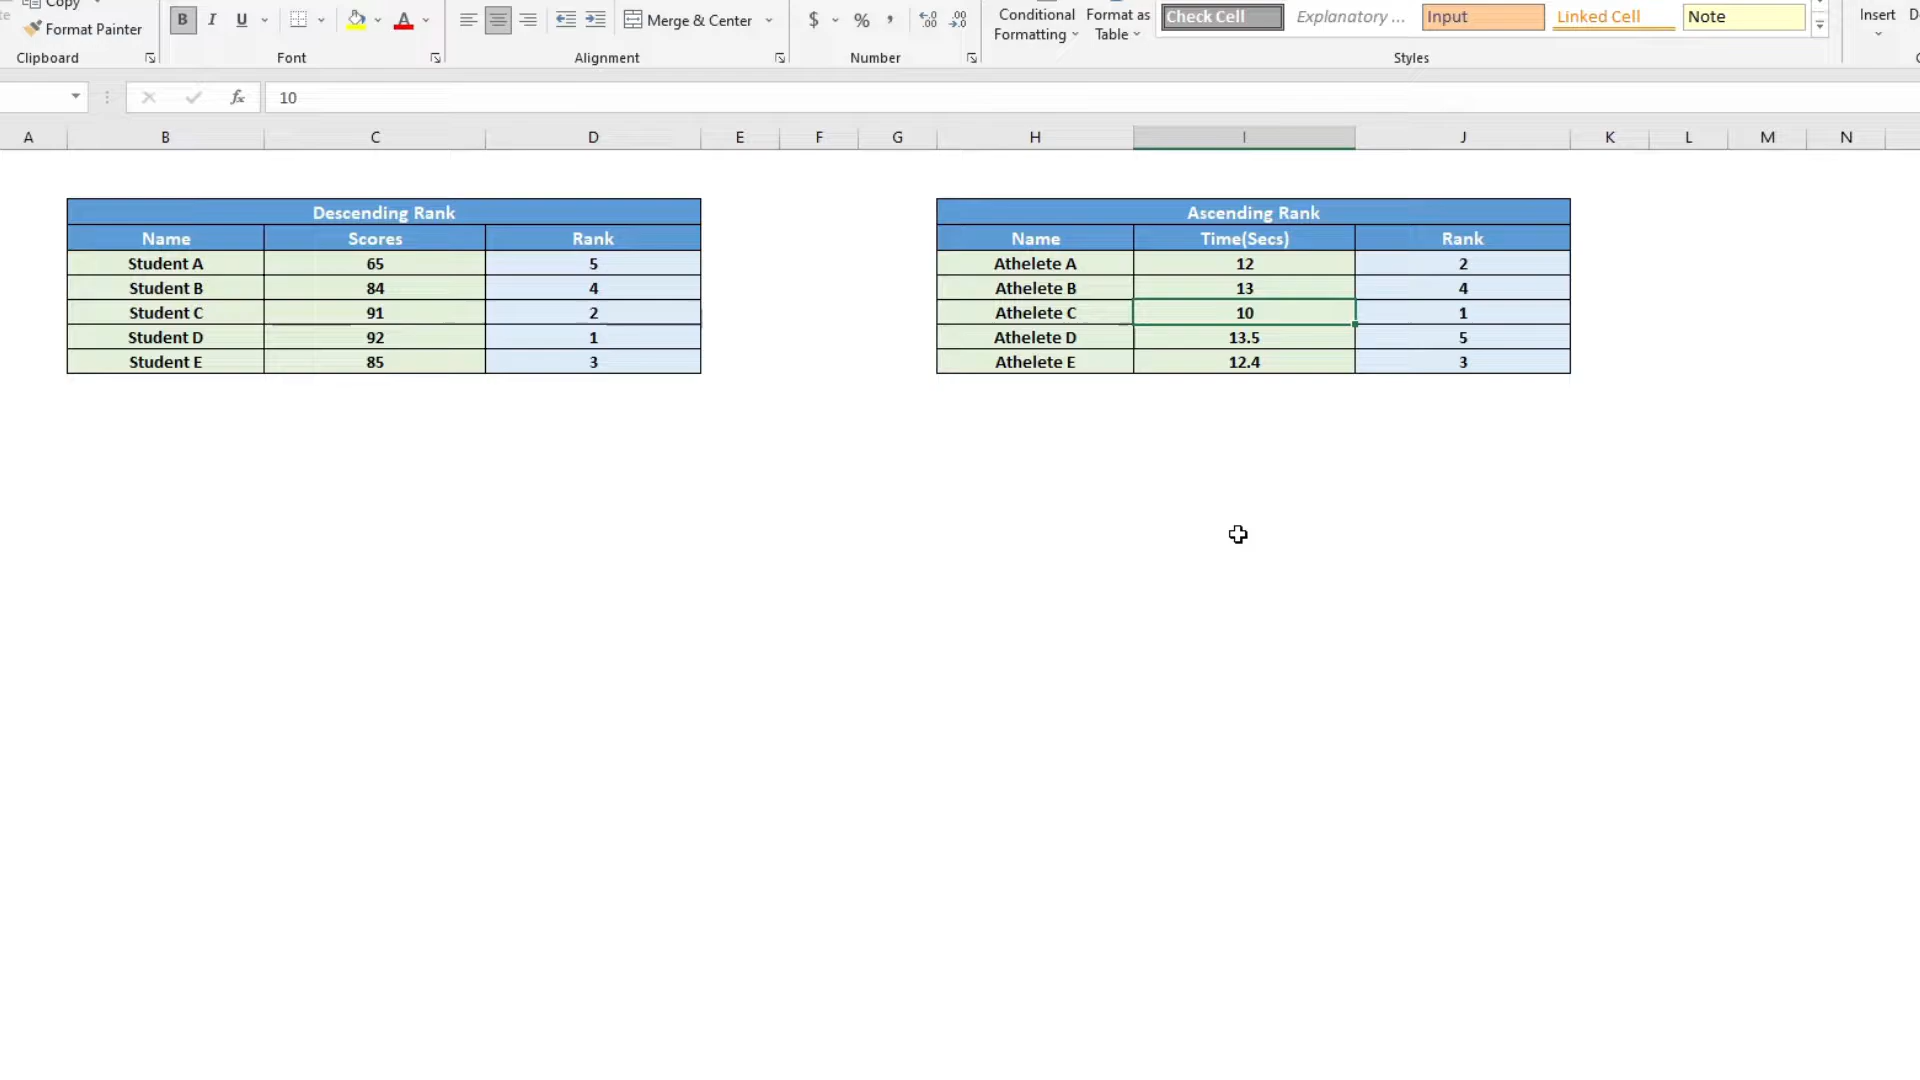 Copy
Format Painter
B I U A
Merge & Center
$ % ,
Conditional Formatting
Format as Table
Check Cell
Explanatory ...
Input
Linked Cell
Note
Insert
Clipboard
Font
Alignment
Number
Styles
fx 10
A B C D E F G H I J K L M N
Descending Rank
Name Scores Rank
Student A 65 5
Student B 84 4
Student C 91 2
Student D 92 1
Student E 85 3
Ascending Rank
Name Time(Secs) Rank
Athelete A 12 2
Athelete B 13 4
Athelete C 10 1
Athelete D 13.5 5
Athelete E 12.4 3